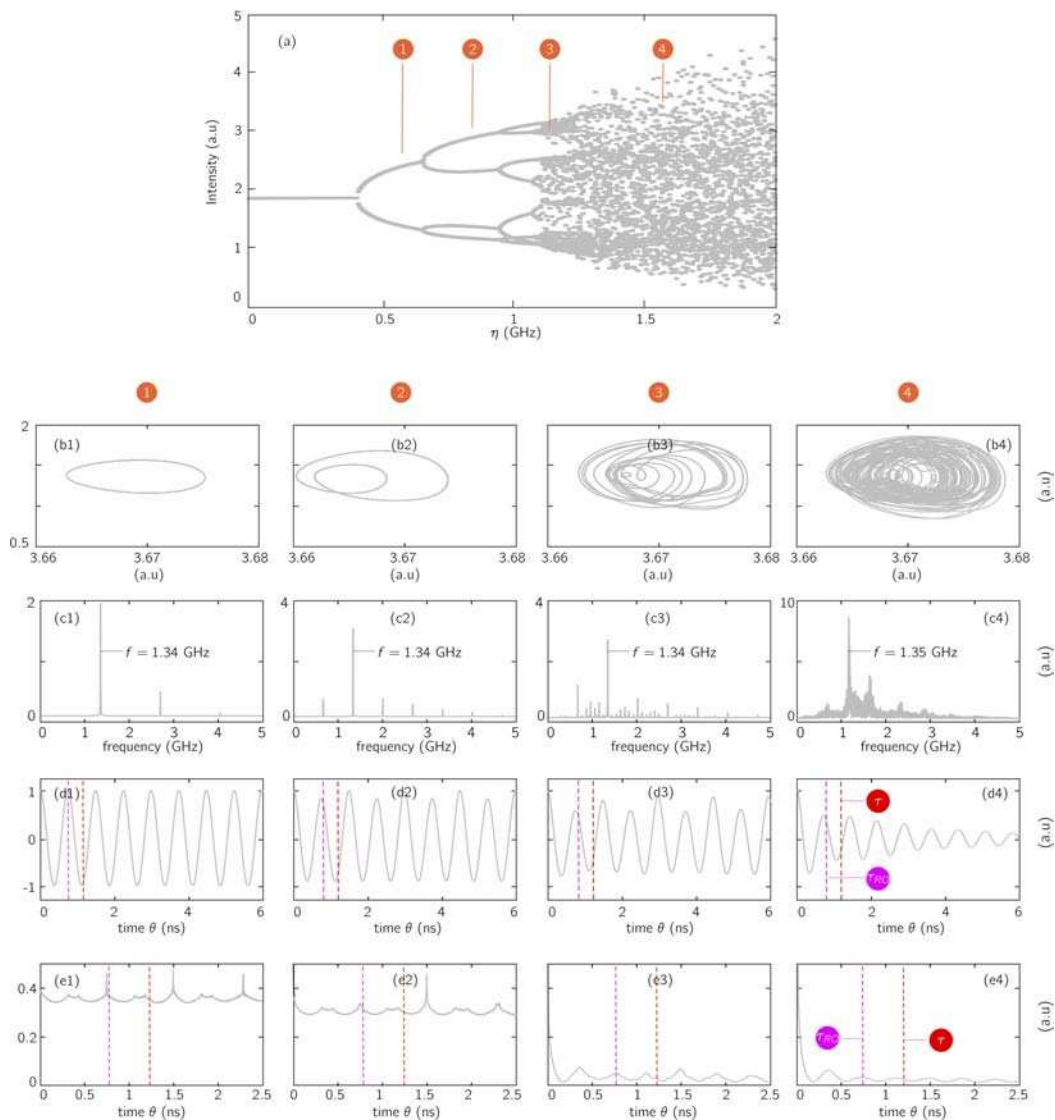 (a)
1 2 3 4
5
4
3
2
1
0
Intensity (a.u)
0 0.5 1 1.5 2
η (GHz)
1 2 3 4
(b1) (b2) (b3) (b4)
2
0.5
3.66 3.67 3.68 3.66 3.67 3.68 3.66 3.67 3.68 3.66 3.67 3.68
(a.u) (a.u) (a.u) (a.u)
(a.u)
2 (c1) 4 (c2) 4 (c3) 10 (c4)
f = 1.34 GHz f = 1.34 GHz f = 1.34 GHz f = 1.35 GHz
0 0 0 0
(a.u)
0 1 2 3 4 5 0 1 2 3 4 5 0 1 2 3 4 5 0 1 2 3 4 5
frequency (GHz) frequency (GHz) frequency (GHz) frequency (GHz)
1 (d1) (d2) (d3) (d4)
τ
0
(a.u)
τRO
-1
0 2 4 6 0 2 4 6 0 2 4 6 0 2 4 6
time θ (ns) time θ (ns) time θ (ns) time θ (ns)
0.4 (e1) (e2) (e3) (e4)
0.2
τRO τ
(a.u)
0
0 0.5 1 1.5 2 2.5 0 0.5 1 1.5 2 2.5 0 0.5 1 1.5 2 2.5 0 0.5 1 1.5 2 2.5
time θ (ns) time θ (ns) time θ (ns) time θ (ns)